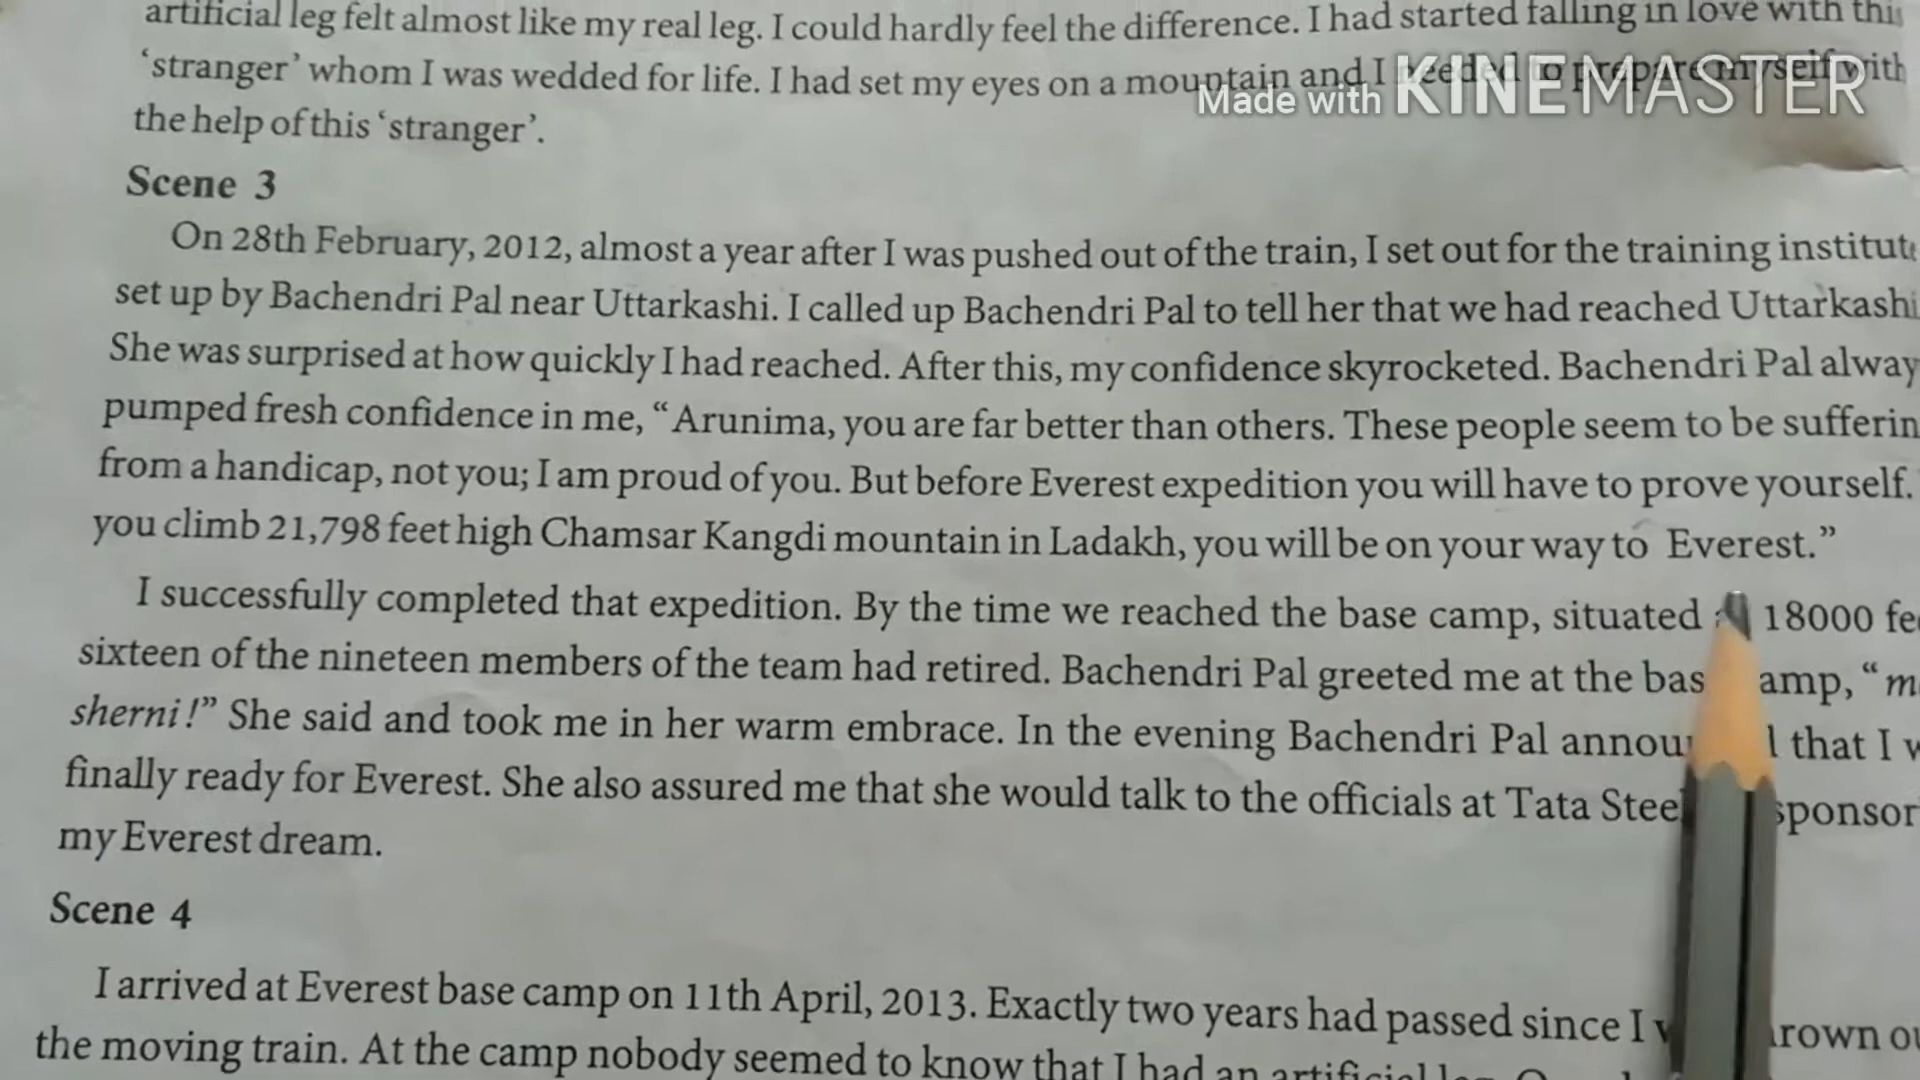 artificial leg felt almost like my real leg. I could hardly feel the difference. I had started falling in love with this
‘stranger’ whom I was wedded for life. I had set my eyes on a mountain and I needed to prepare myself with
Made with KINEMASTER
the help of this ‘stranger’.
Scene 3
On 28th February, 2012, almost a year after I was pushed out of the train, I set out for the training institut
set up by Bachendri Pal near Uttarkashi. I called up Bachendri Pal to tell her that we had reached Uttarkashi
She was surprised at how quickly I had reached. After this, my confidence skyrocketed. Bachendri Pal alway
pumped fresh confidence in me, “Arunima, you are far better than others. These people seem to be sufferin
from a handicap, not you; I am proud of you. But before Everest expedition you will have to prove yourself.
you climb 21,798 feet high Chamsar Kangdi mountain in Ladakh, you will be on your way to Everest.”
I successfully completed that expedition. By the time we reached the base camp, situated 18000 fe
sixteen of the nineteen members of the team had retired. Bachendri Pal greeted me at the bas amp, “m
sherni!” She said and took me in her warm embrace. In the evening Bachendri Pal annou that I w
finally ready for Everest. She also assured me that she would talk to the officials at Tata Stee sponsor
my Everest dream.
Scene 4
I arrived at Everest base camp on 11th April, 2013. Exactly two years had passed since I rown ou
the moving train. At the camp nobody seemed to know that I had an artificial